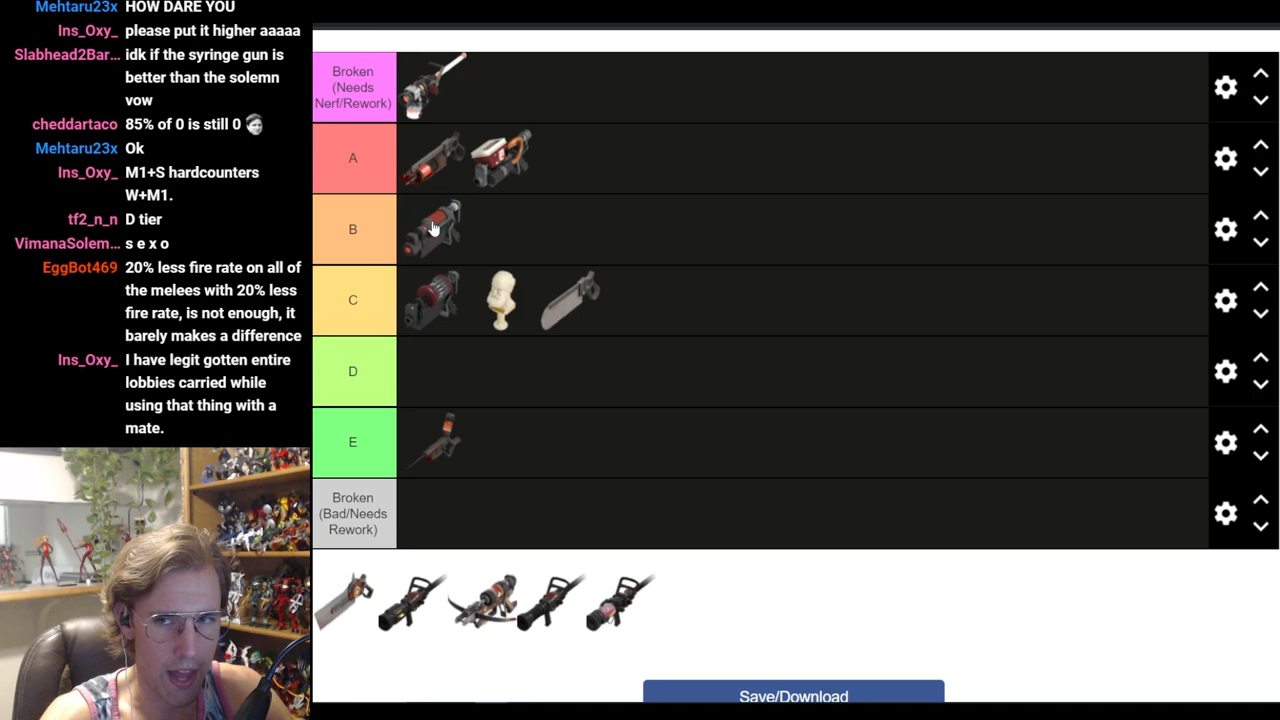 Mehtaru23x HOW DARE YOU
Ins_Oxy_ please put it higher aaaaa
Slabhead2Bar... idk if the syringe gun is
better than the solemn
vow
cheddartaco 85% of 0 is still 0
Mehtaru23x Ok
Ins_Oxy_ M1+S hardcounters
W+M1.
tf2_n_n D tier
VimanaSolem... s e x o
EggBot469 20% less fire rate on all of
the melees with 20% less
fire rate, is not enough, it
barely makes a difference
Ins_Oxy_ I have legit gotten entire
lobbies carried while
using that thing with a
mate.
Broken
(Needs
Nerf/Rework)
A
B
C
D
E
Broken
(Bad/Needs
Rework)
Save/Download